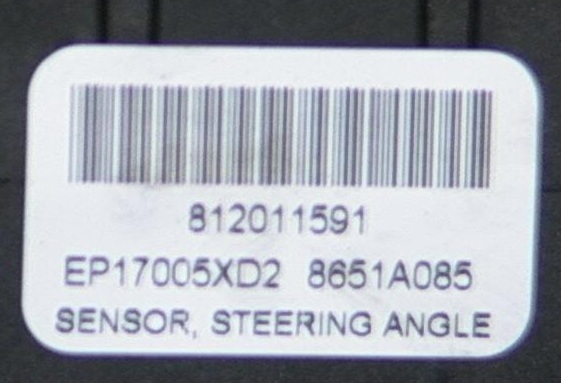 812011591
EP17005XD2 8651A085
SENSOR, STEERING ANGLE